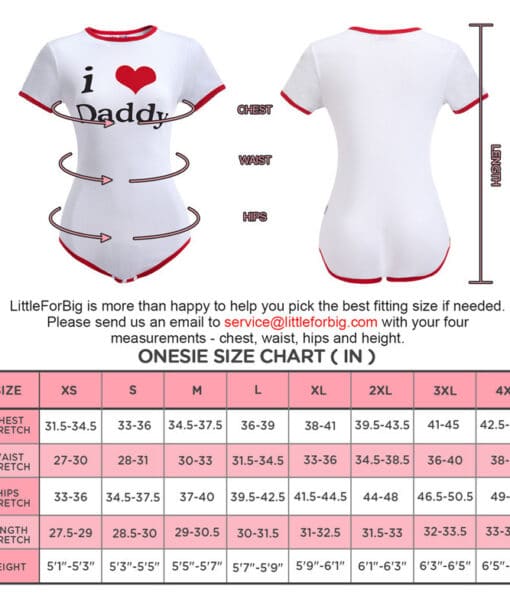 i
Daddy
CHEST
WAIST
HIPS
LENGTH
LittleForBig is more than happy to help you pick the best fitting size if needed.
Please send us an email to service@littleforbig.com with your four
measurements - chest, waist, hips and height.
ONESIE SIZE CHART ( IN )
SIZE XS S M L XL 2XL 3XL 4X
HEST
RETCH 31.5-34.5 33-36 34.5-37.5 36-39 38-41 39.5-43.5 41-45 42.5-
WAIST
RETCH 27-30 28-31 30-33 31.5-34.5 33-36 34.5-38.5 36-40 38-
HIPS
RETCH 33-36 34.5-37.5 37-40 39.5-42.5 41.5-44.5 44-48 46.5-50.5 49-
NGTH
RETCH 27.5-29 28.5-30 29-30.5 30-31.5 31-32.5 31.5-33 32-33.5 33-3
EIGHT 5'1"-5'3" 5'3"-5'5" 5'5"-5'7" 5'7"-5'9" 5'9"-6'1" 6'1"-6'3" 6'3"-6'5" 6'5"-